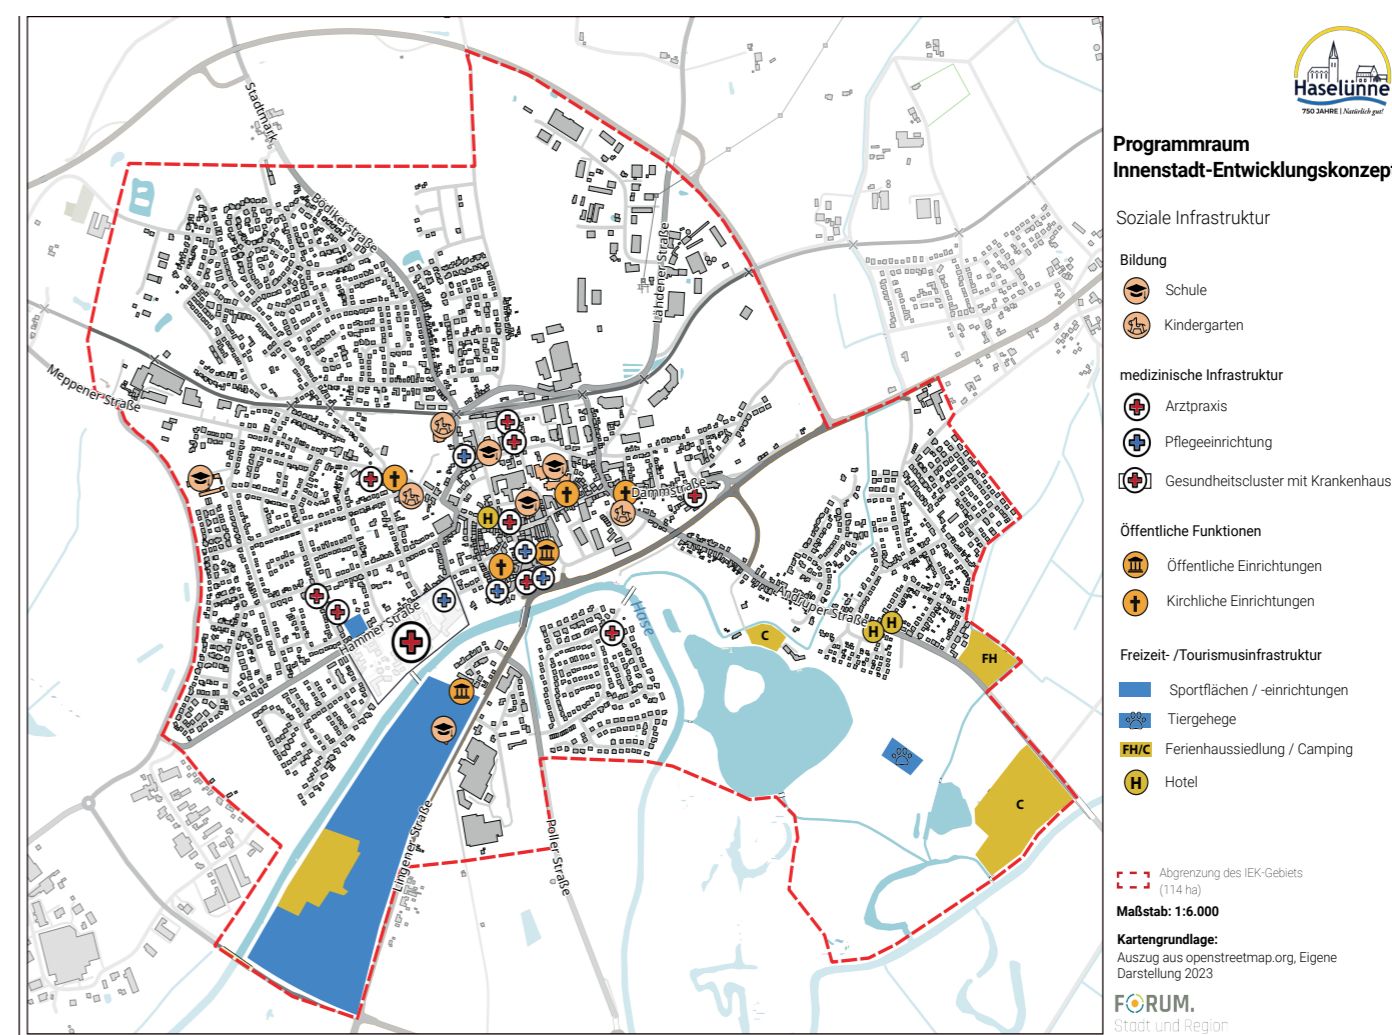 Haselünne
750 JAHRE | Natürlich gut!
Programmraum
Innenstadt-Entwicklungskonzept
Soziale Infrastruktur
Bildung
Schule
Kindergarten
medizinische Infrastruktur
Arztpraxis
Pflegeeinrichtung
Gesundheitscluster mit Krankenhaus
Öffentliche Funktionen
Öffentliche Einrichtungen
Kirchliche Einrichtungen
Freizeit- /Tourismusinfrastruktur
Sportflächen / -einrichtungen
Tiergehege
FH/C Ferienhaussiedlung / Camping
H Hotel
Abgrenzung des IEK-Gebiets
(114 ha)
Maßstab: 1:6.000
Kartengrundlage:
Auszug aus openstreetmap.org, Eigene
Darstellung 2023
FORUM.
Stadt und Region
Stadtmark
Bödikerstraße
Lähdener Straße
Meppener Straße
Dammstraße
H
Hase
Andruper Straße
Hammer Straße
C
H
H
FH
C
Lingener Straße
Poller Straße